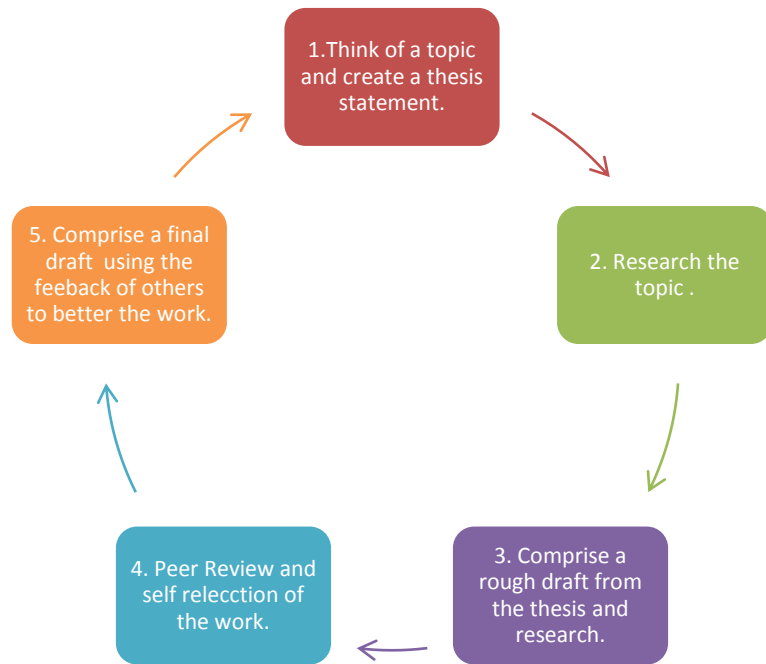 1.Think of a topic
and create a thesis
statement.
2. Research the
topic .
3. Comprise a
rough draft from
the thesis and
research.
4. Peer Review and
self relecction of
the work.
5. Comprise a final
draft  using the
feeback of others
to better the work.